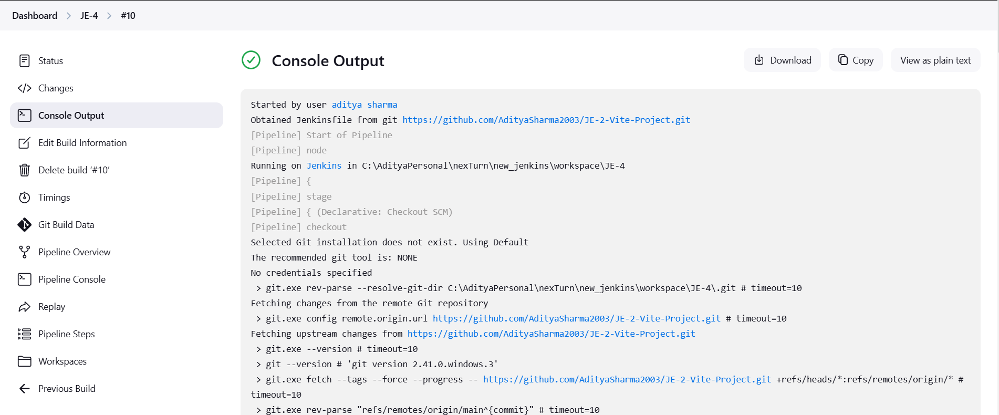 Dashboard > JE-4 > #10
Status
Changes
Console Output
Edit Build Information
Delete build ‘#10’
Timings
Git Build Data
Pipeline Overview
Pipeline Console
Replay
Pipeline Steps
Workspaces
Previous Build
Console Output
Download
Copy
View as plain text
Started by user aditya sharma
Obtained Jenkinsfile from git https://github.com/AdityaSharma2003/JE-2-Vite-Project.git
[Pipeline] Start of Pipeline
[Pipeline] node
Running on Jenkins in C:\AdityaPersonal\nexTurn\new_jenkins\workspace\JE-4
[Pipeline] {
[Pipeline] stage
[Pipeline] { (Declarative: Checkout SCM)
[Pipeline] checkout
Selected Git installation does not exist. Using Default
The recommended git tool is: NONE
No credentials specified
 > git.exe rev-parse --resolve-git-dir C:\AdityaPersonal\nexTurn\new_jenkins\workspace\JE-4\.git # timeout=10
Fetching changes from the remote Git repository
 > git.exe config remote.origin.url https://github.com/AdityaSharma2003/JE-2-Vite-Project.git # timeout=10
Fetching upstream changes from https://github.com/AdityaSharma2003/JE-2-Vite-Project.git
 > git.exe --version # timeout=10
 > git --version # 'git version 2.41.0.windows.3'
 > git.exe fetch --tags --force --progress -- https://github.com/AdityaSharma2003/JE-2-Vite-Project.git +refs/heads/*:refs/remotes/origin/* #
timeout=10
 > git.exe rev-parse "refs/remotes/origin/main^{commit}" # timeout=10